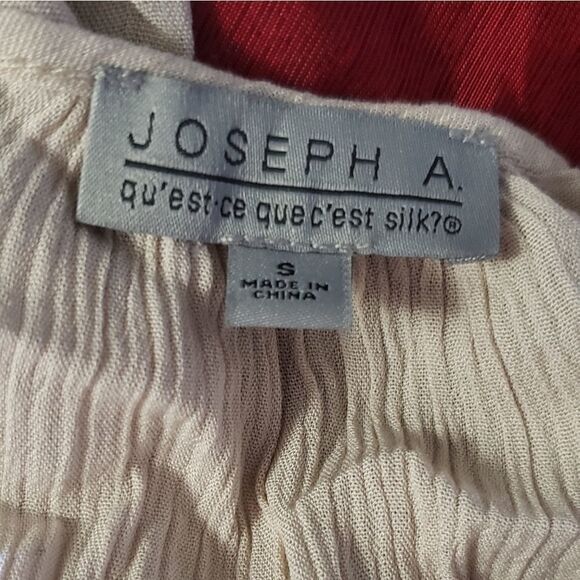 JOSEPH A.
qu'est-ce que c'est silk?®
S
MADE IN
CHINA